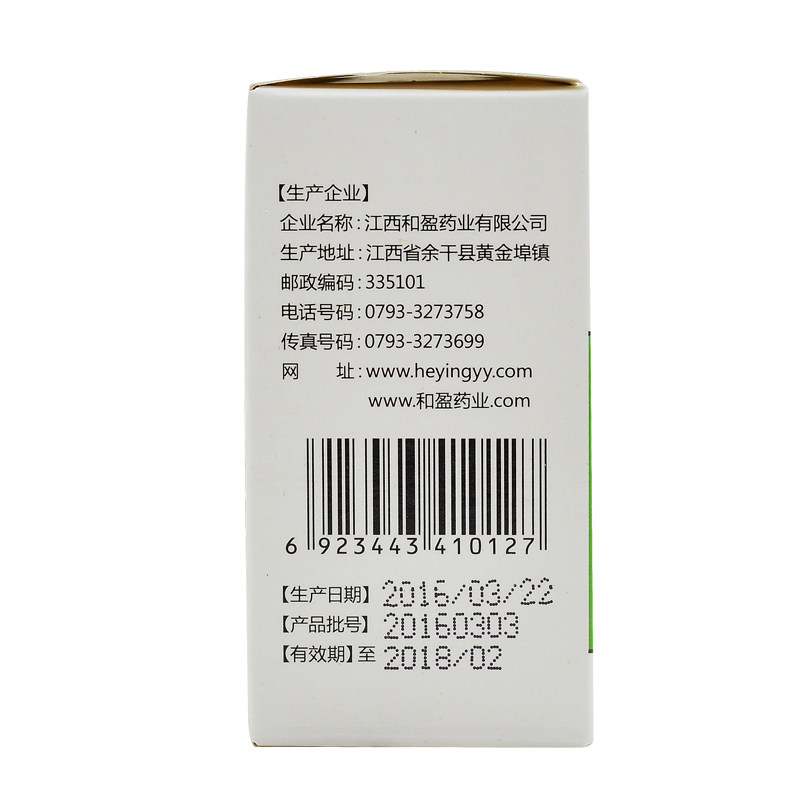 【生产企业】
企业名称:江西和盈药业有限公司
生产地址:江西省余干县黄金埠镇
邮政编码:335101
电话号码:0793-3273758
传真号码:0793-3273699
网 址:www.heyingyy.com
www.和盈药业.com
6 923443 410127
【生产日期】 2016/03/22
【产品批号】 20160303
【有效期】至 2018/02